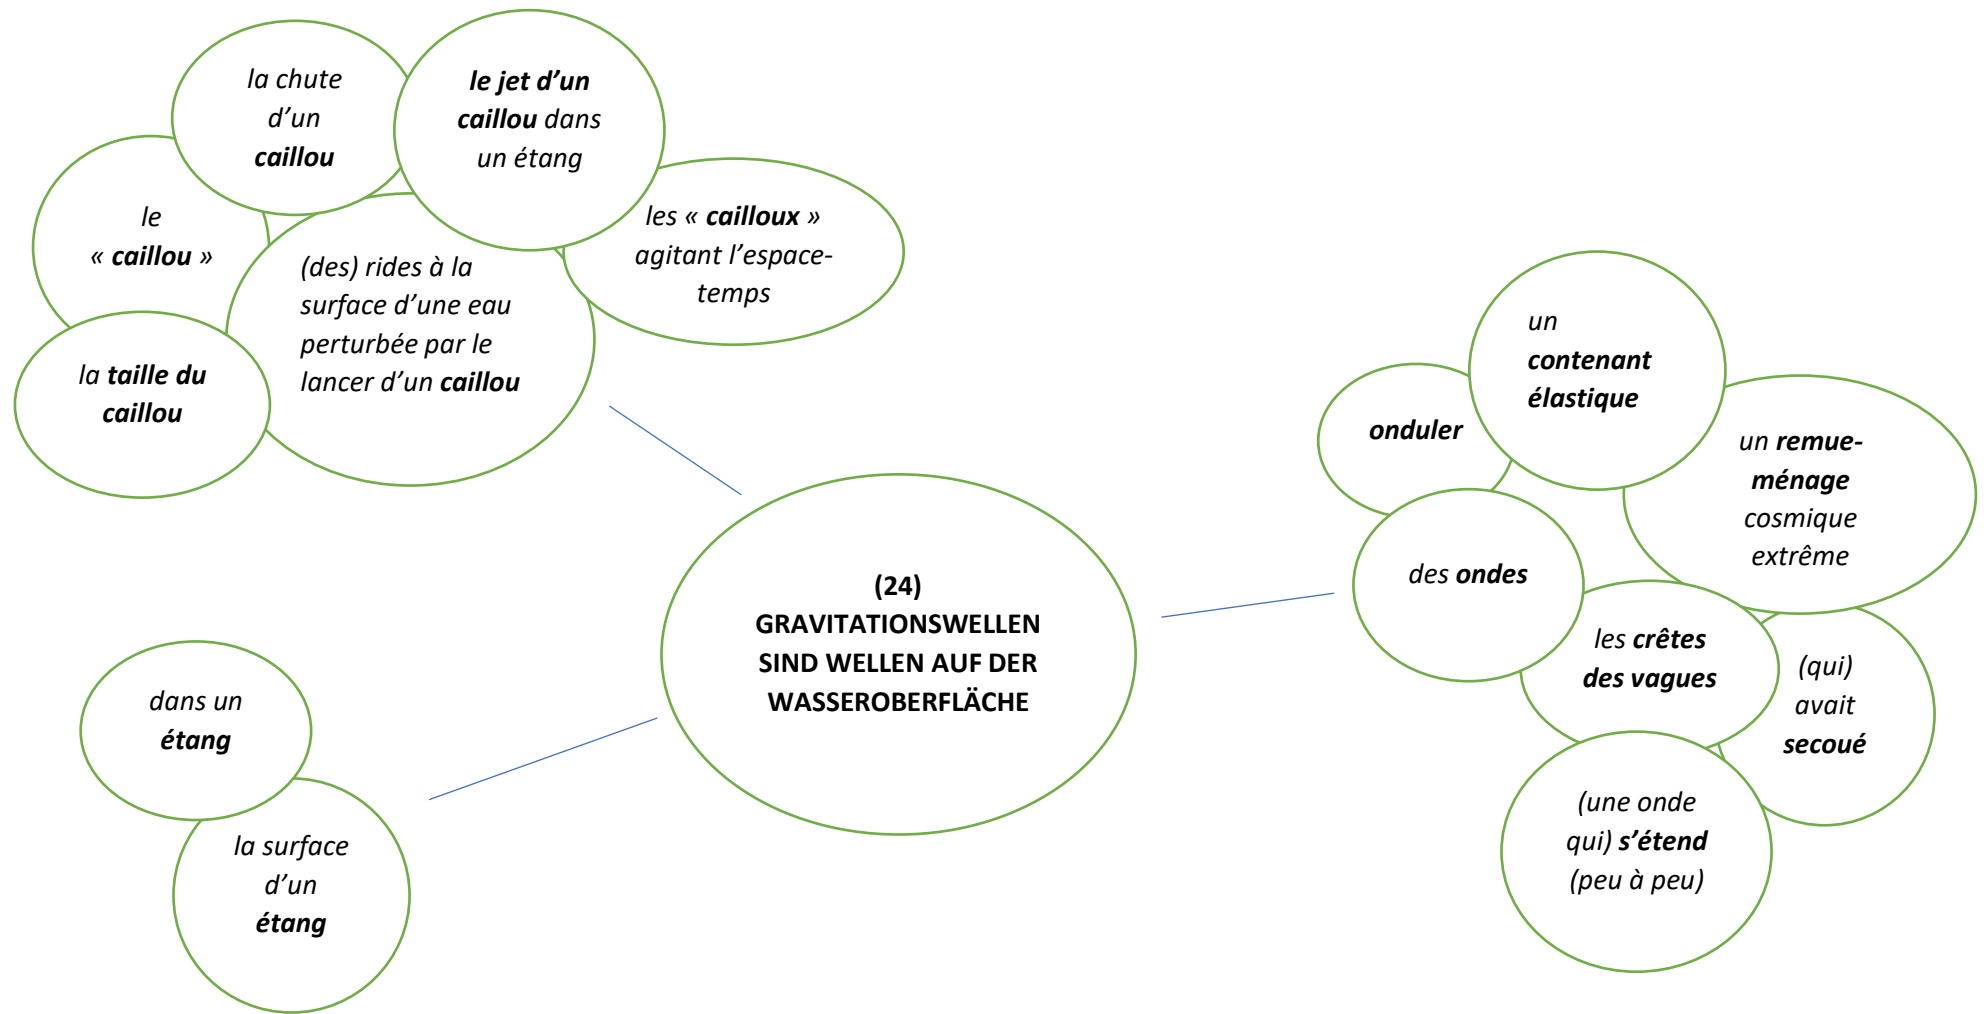 la chute
d’un
caillou
le jet d’un
caillou dans
un étang
le
« caillou »
les « cailloux »
agitant l’espace-
temps
(des) rides à la
surface d’une eau
perturbée par le
lancer d’un caillou
la taille du
caillou
un
contenant
élastique
onduler
un remue-
ménage
cosmique
extrême
des ondes
(24)
GRAVITATIONSWELLEN
SIND WELLEN AUF DER
WASSEROBERFLÄCHE
les crêtes
des vagues
(qui)
avait
secoué
(une onde
qui) s’étend
(peu à peu)
dans un
étang
la surface
d’un
étang